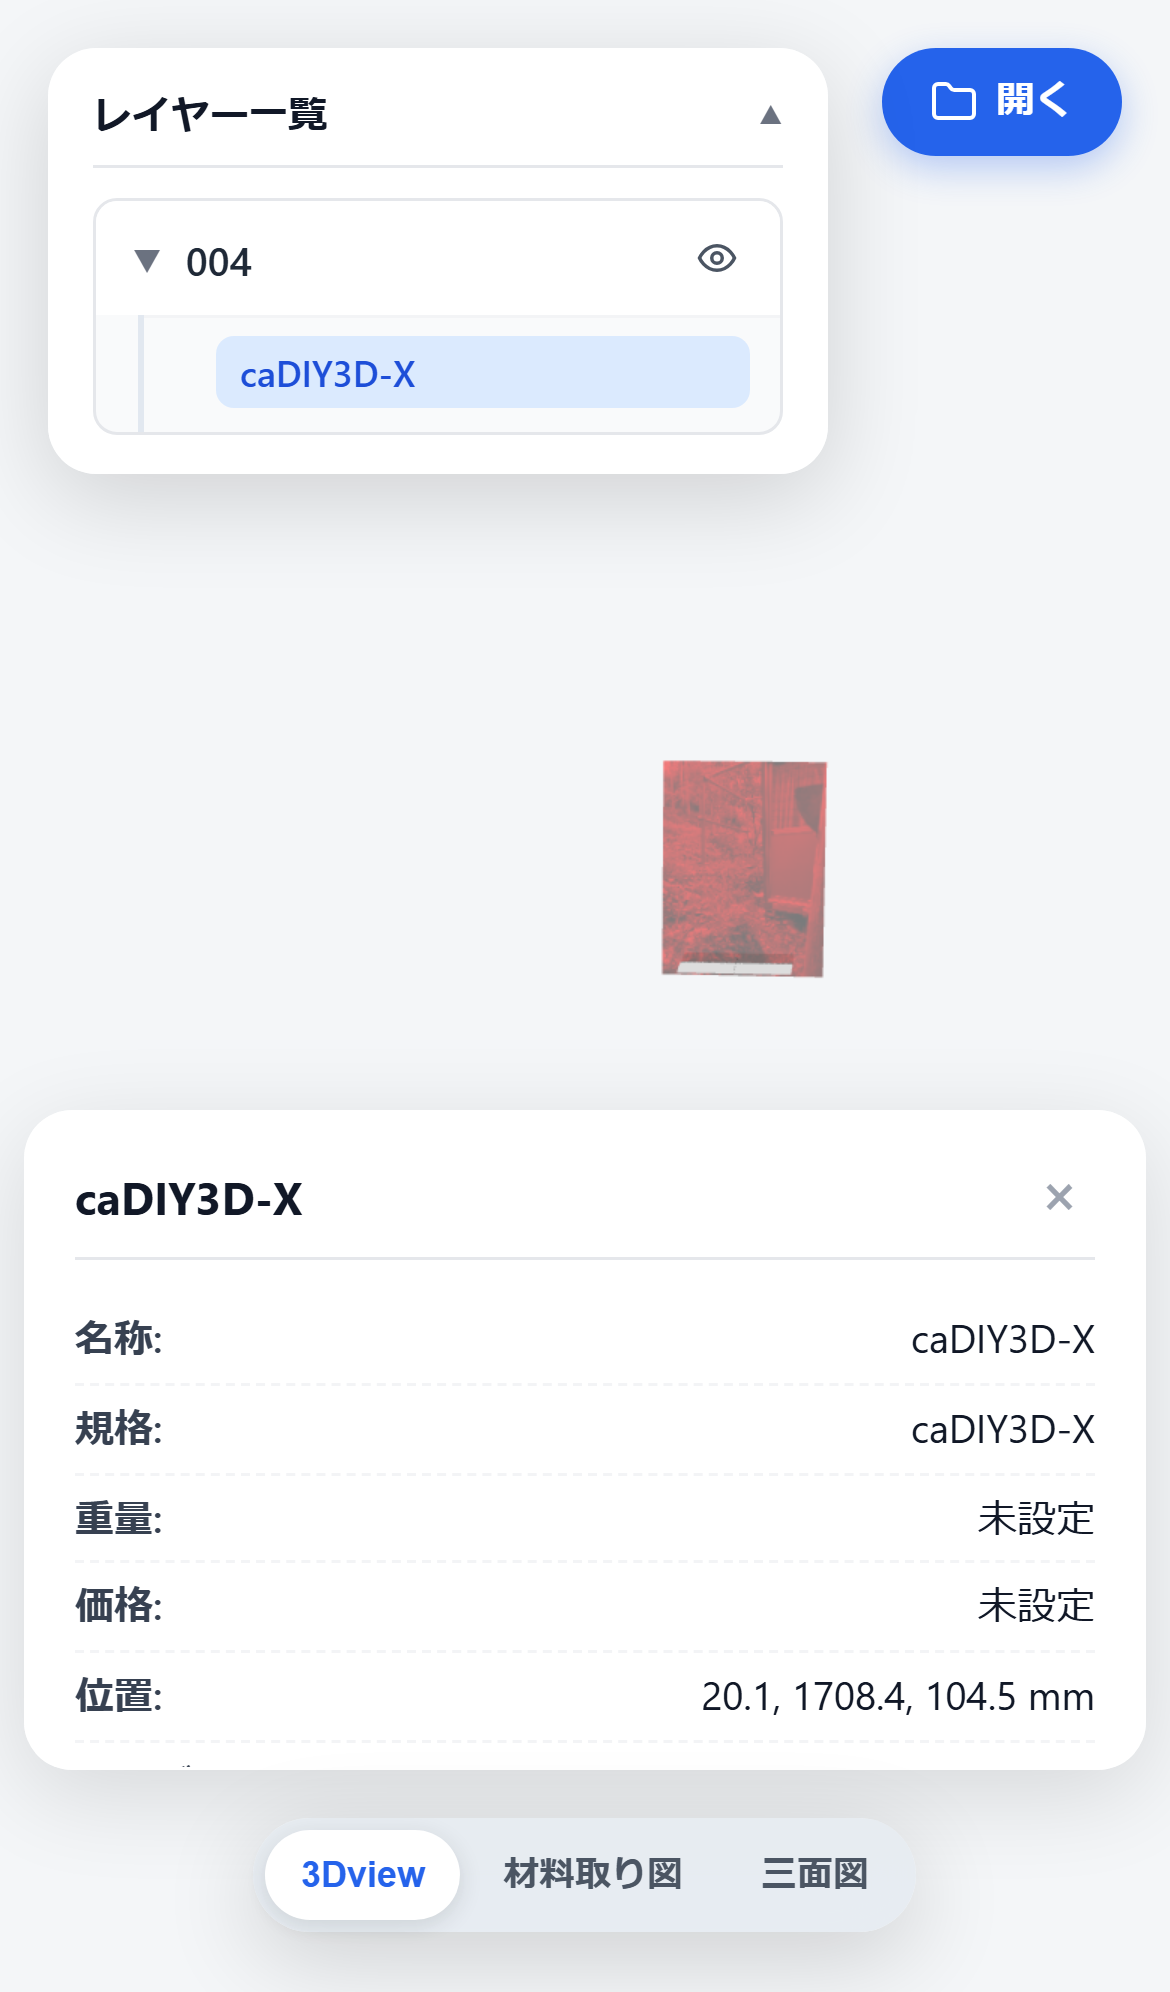 レイヤー一覧
▲
開く
▼ 004
caDIY3D-X
caDIY3D-X
×
名称: caDIY3D-X
規格: caDIY3D-X
重量: 未設定
価格: 未設定
位置: 20.1, 1708.4, 104.5 mm
3Dview 材料取り図 三面図